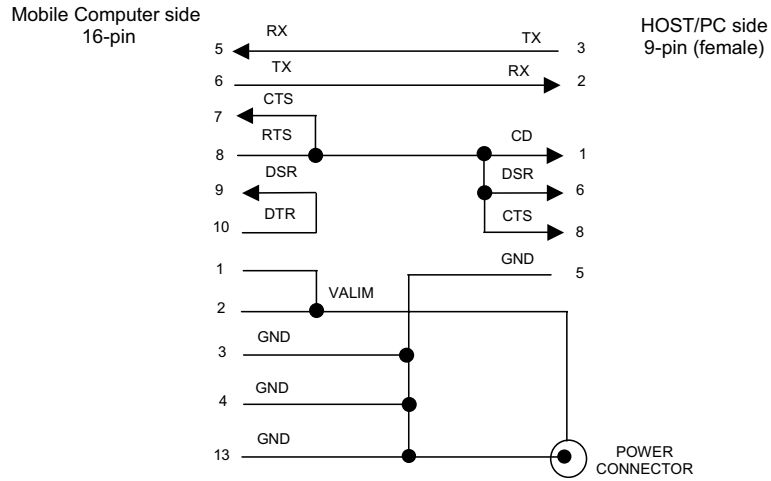 Mobile Computer side
16-pin
HOST/PC side
9-pin (female)
5 RX TX 3
6 TX RX 2
7 CTS
8 RTS CD 1
9 DSR DSR 6
10 DTR CTS 8
1 GND 5
2 VALIM
3 GND
4 GND
13 GND
POWER
CONNECTOR